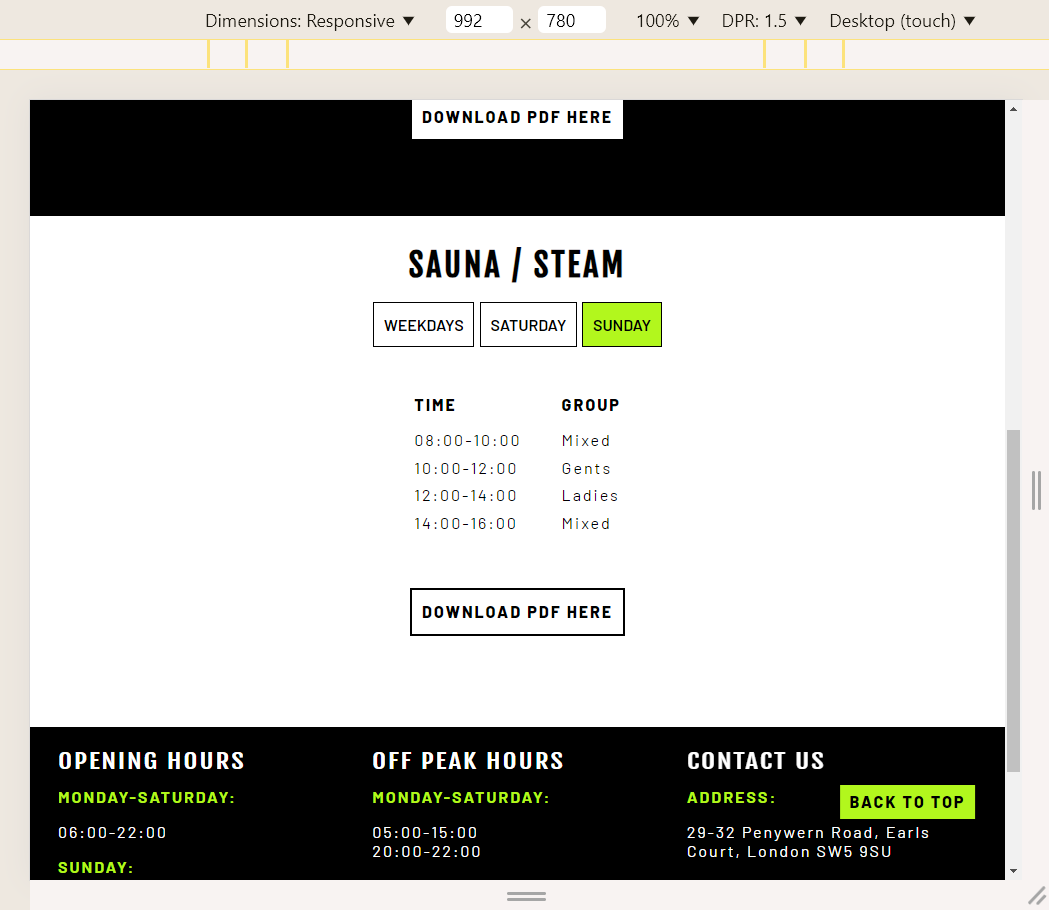 Dimensions: Responsive ▼ 992 × 780 100% ▼ DPR: 1.5 ▼ Desktop (touch) ▼
DOWNLOAD PDF HERE
SAUNA / STEAM
WEEKDAYS SATURDAY SUNDAY
TIME GROUP
08:00-10:00 Mixed
10:00-12:00 Gents
12:00-14:00 Ladies
14:00-16:00 Mixed
DOWNLOAD PDF HERE
OPENING HOURS
MONDAY-SATURDAY:
06:00-22:00
SUNDAY:
OFF PEAK HOURS
MONDAY-SATURDAY:
05:00-15:00
20:00-22:00
CONTACT US
ADDRESS:
BACK TO TOP
29-32 Penywern Road, Earls
Court, London SW5 9SU